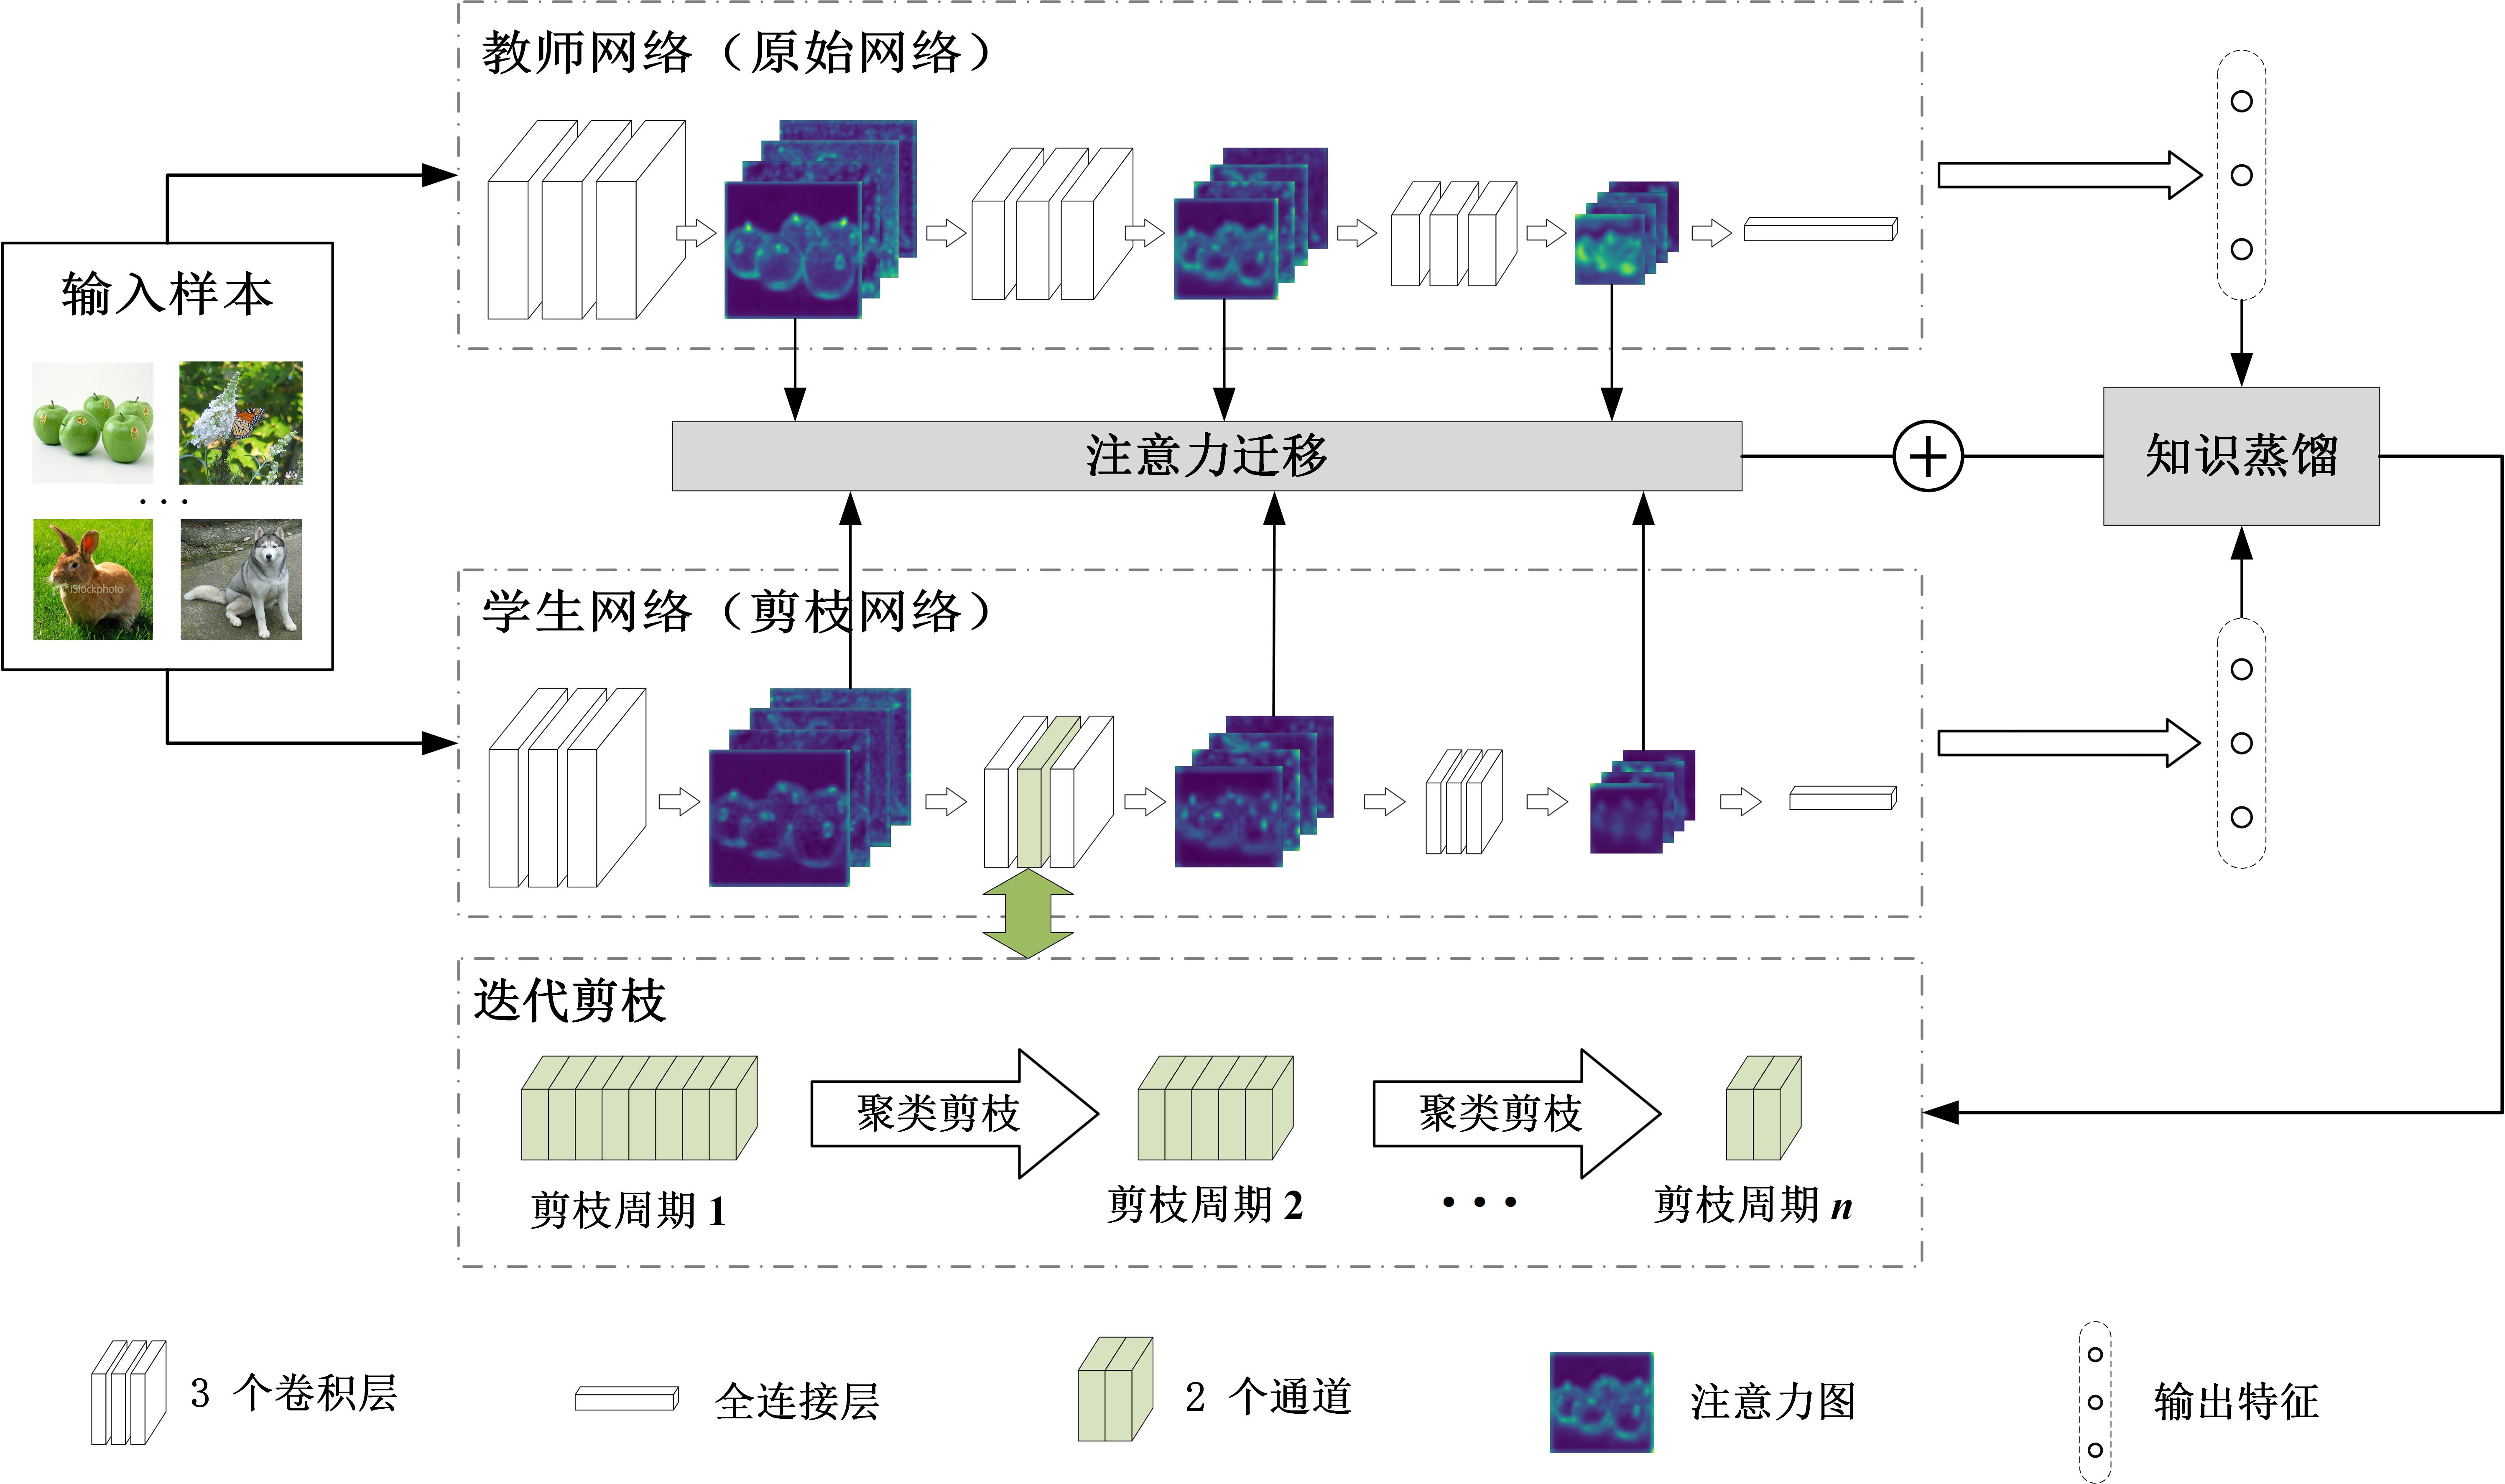 教师网络（原始网络）
输入样本
iStockphoto
注意力迁移
知识蒸馏
学生网络（剪枝网络）
迭代剪枝
聚类剪枝
聚类剪枝
剪枝周期 1
剪枝周期 2
···
剪枝周期 n
3 个卷积层
全连接层
2 个通道
注意力图
输出特征